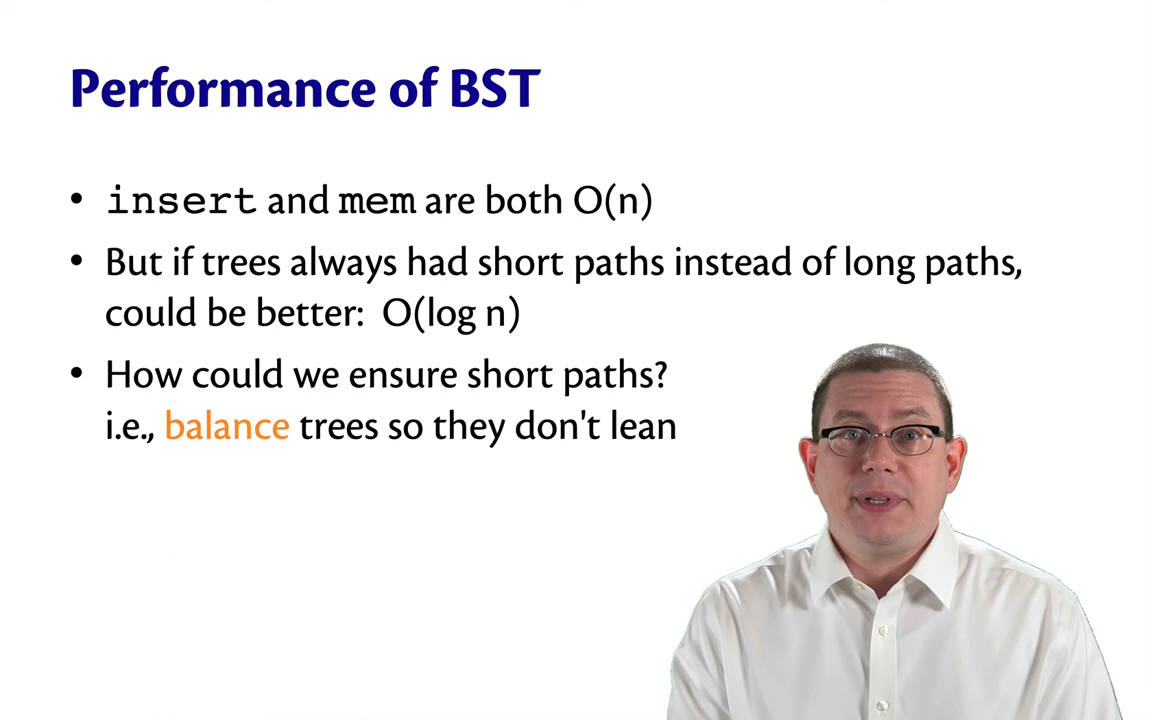 Performance of BST
• insert and mem are both O(n)
• But if trees always had short paths instead of long paths,
could be better: O(log n)
• How could we ensure short paths?
i.e., balance trees so they don't lean